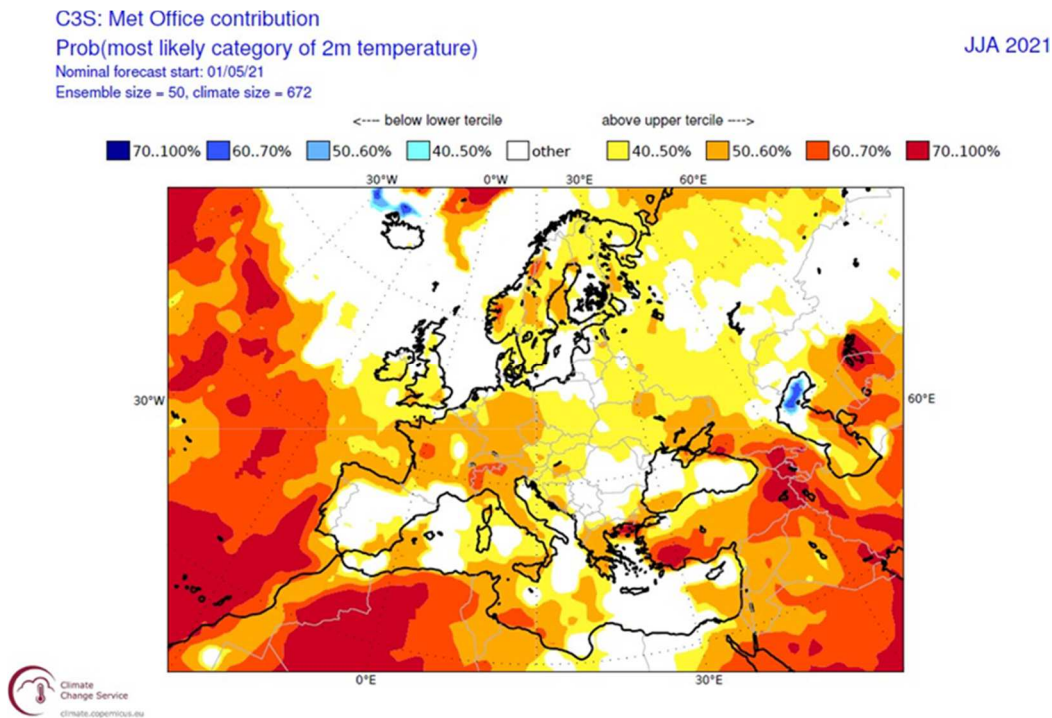 C3S: Met Office contribution
Prob(most likely category of 2m temperature)
JJA 2021
Nominal forecast start: 01/05/21
Ensemble size = 50, climate size = 672
<---- below lower tercile
above upper tercile ---->
70..100% 60..70% 50..60% 40..50% other 40..50% 50..60% 60..70% 70..100%
30°W 0°W 30°E 60°E
30°W
60°E
0°E 30°E
Climate
Change Service
climate.copernicus.eu